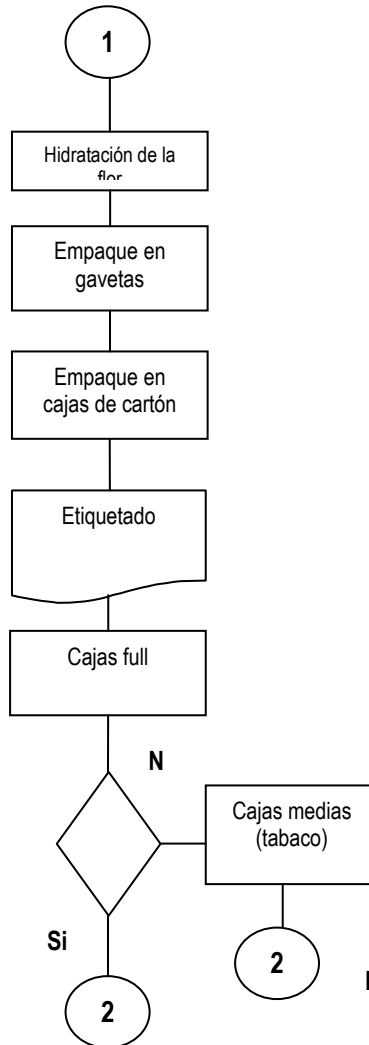 1
Hidratación de la
flor
Empaque en
gavetas
Empaque en
cajas de cartón
Etiquetado
Cajas full
N
Cajas medias
(tabaco)
Si
2
2